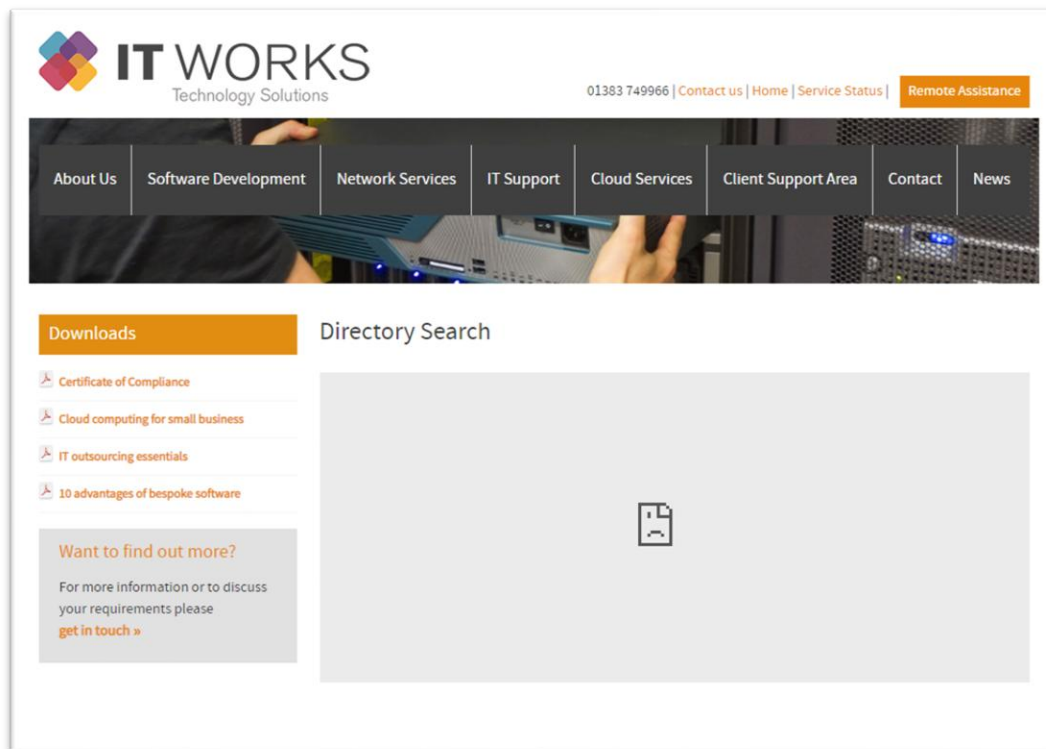 IT WORKS
Technology Solutions
01383 749966 | Contact us | Home | Service Status | Remote Assistance
About Us Software Development Network Services IT Support Cloud Services Client Support Area Contact News
Downloads
Certificate of Compliance
Cloud computing for small business
IT outsourcing essentials
10 advantages of bespoke software
Want to find out more?
For more information or to discuss
your requirements please
get in touch »
Directory Search